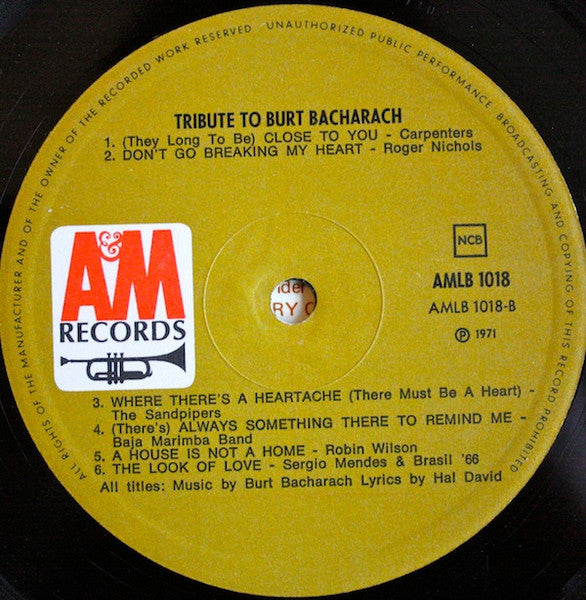 ALL RIGHTS OF THE MANUFACTURER AND OF THE OWNER OF THE RECORDED WORK RESERVED UNAUTHORIZED PUBLIC PERFORMANCE, BROADCASTING AND COPYING OF THIS RECORD PROHIBITED
TRIBUTE TO BURT BACHARACH
1. (They Long To Be) CLOSE TO YOU - Carpenters
2. DON'T GO BREAKING MY HEART - Roger Nichols
A&M
RECORDS
NCB
AMLB 1018
AMLB 1018-B
℗ 1971
RY
3. WHERE THERE'S A HEARTACHE (There Must Be A Heart) -
The Sandpipers
4. (There's) ALWAYS SOMETHING THERE TO REMIND ME -
Baja Marimba Band
5. A HOUSE IS NOT A HOME - Robin Wilson
6. THE LOOK OF LOVE - Sergio Mendes & Brasil '66
All titles: Music by Burt Bacharach Lyrics by Hal David